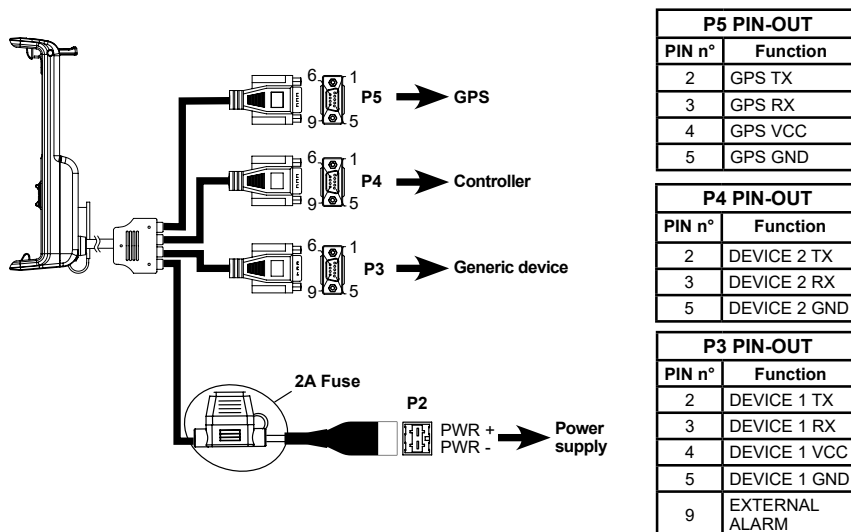 6 1
P5 GPS
9 5
6 1
P4 Controller
9 5
6 1
P3 Generic device
9 5
2A Fuse
P2
PWR +
PWR -
Power
supply
P5 PIN-OUT
PIN n° Function
2 GPS TX
3 GPS RX
4 GPS VCC
5 GPS GND
P4 PIN-OUT
PIN n° Function
2 DEVICE 2 TX
3 DEVICE 2 RX
5 DEVICE 2 GND
P3 PIN-OUT
PIN n° Function
2 DEVICE 1 TX
3 DEVICE 1 RX
4 DEVICE 1 VCC
5 DEVICE 1 GND
9 EXTERNAL
ALARM